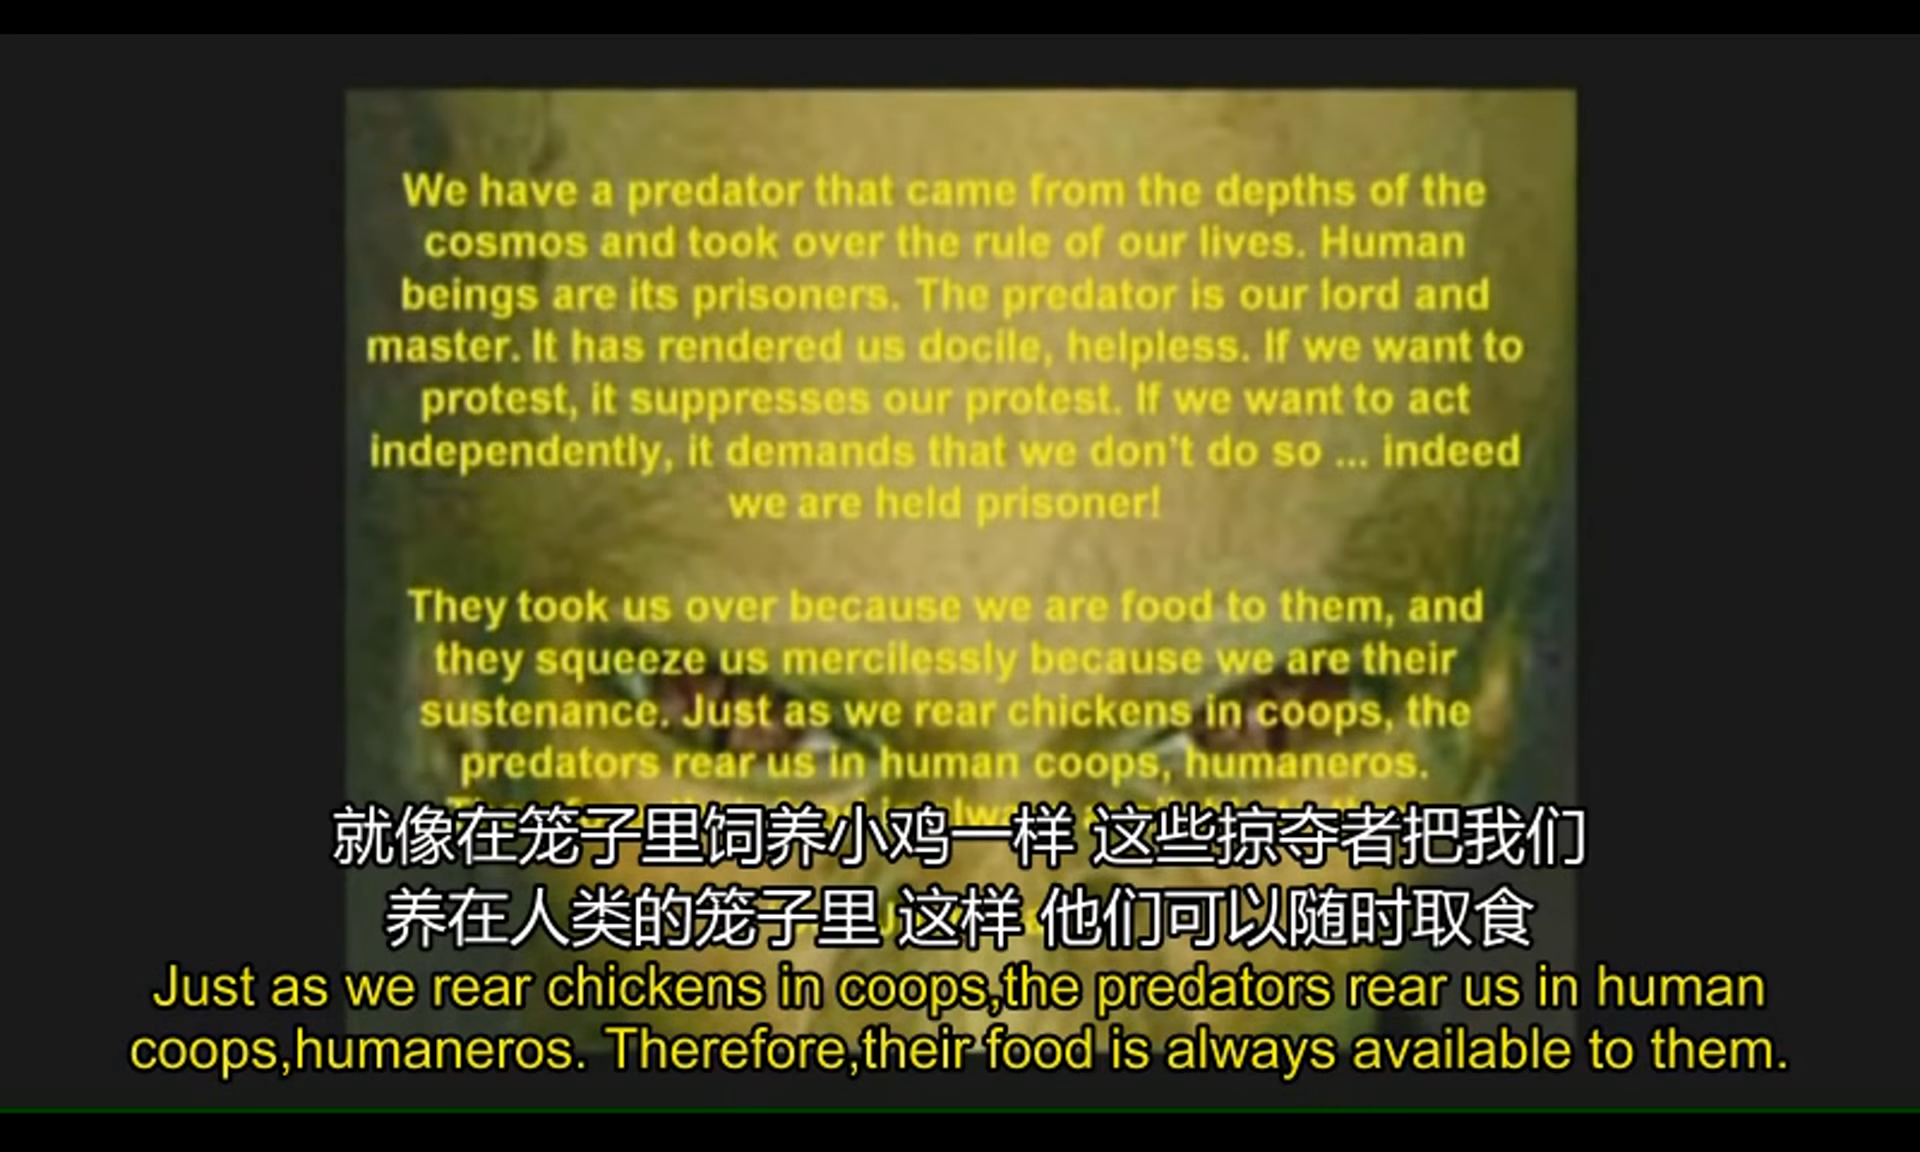 We have a predator that came from the depths of the
cosmos and took over the rule of our lives. Human
beings are its prisoners. The predator is our lord and
master. It has rendered us docile, helpless. If we want to
protest, it suppresses our protest. If we want to act
independently, it demands that we don't do so ... indeed
we are held prisoner!
They took us over because we are food to them, and
they squeeze us mercilessly because we are their
sustenance. Just as we rear chickens in coops, the
predators rear us in human coops, humaneros.
就像在笼子里饲养小鸡一样 这些掠夺者把我们
养在人类的笼子里 这样 他们可以随时取食
Just as we rear chickens in coops,the predators rear us in human
coops,humaneros. Therefore,their food is always available to them.